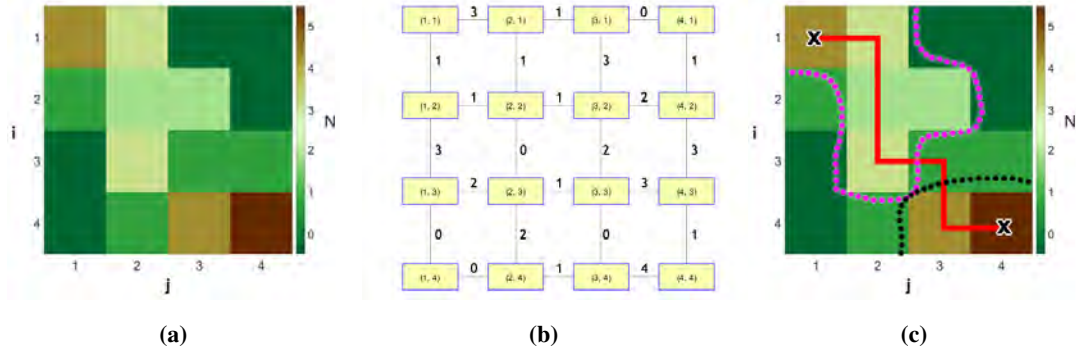 1
2
3
4
i
1 2 3 4
j
5
4
3
2
1
0
N
(a)
(1, 1) 3 (2, 1) 1 (3, 1) 0 (4, 1)
1 1 3 1
(1, 2) 1 (2, 2) 1 (3, 2) 2 (4, 2)
3 0 2 3
(1, 3) 2 (2, 3) 1 (3, 3) 3 (4, 3)
0 2 0 1
(1, 4) 0 (2, 4) 1 (3, 4) 4 (4, 4)
(b)
1
2
3
4
i
1 2 3 4
j
X
X
5
4
3
2
1
0
N
(c)